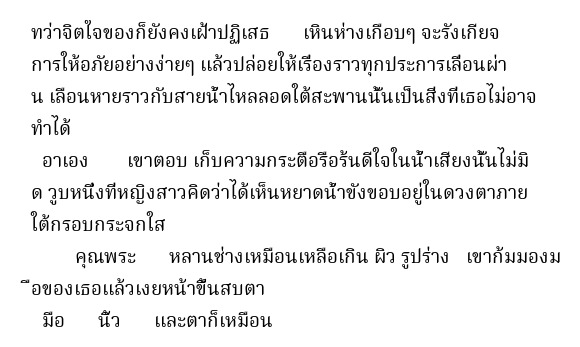 ทว่าจิตใจของก็ยังคงเฝ้าปฏิเสธ เหินห่างเกือบๆ จะรังเกียจ
การให้อภัยอย่างง่ายๆ แล้วปล่อยให้เรื่องราวทุกประการเลื่อนผ่า
น เลือนหายราวกับสายน้ำไหลลอดใต้สะพานนั้นเป็นสิ่งที่เธอไม่อาจ
ทำได้
อาเอง เขาตอบ เก็บความกระตือรือร้นดีใจในน้ำเสียงนั้นไม่มิ
ด วูบหนึ่งที่หญิงสาวคิดว่าได้เห็นหยาดน้ำขังขอบอยู่ในดวงตาภาย
ใต้กรอบกระจกใส
คุณพระ หลานช่างเหมือนเหลือเกิน ผิว รูปร่าง เขาก้มมองม
ือของเธอแล้วเงยหน้าขึ้นสบตา
มือ นิ้ว และตาก็เหมือน